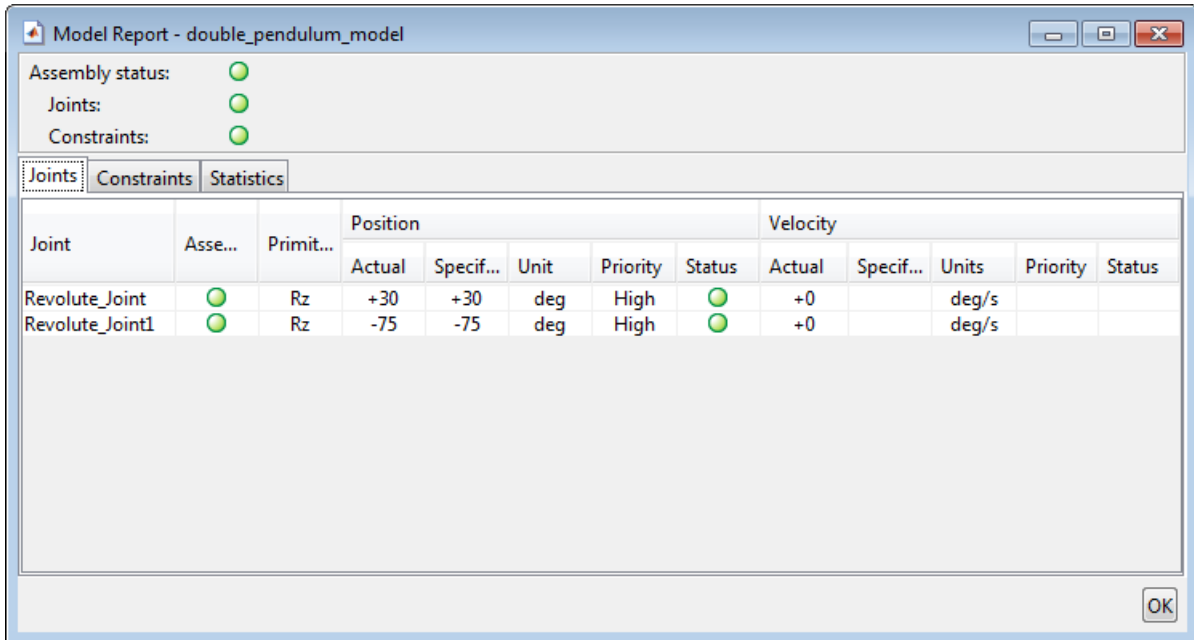 Model Report - double_pendulum_model
Assembly status:
Joints:
Constraints:
Joints Constraints Statistics
Joint Asse... Primit... Position Velocity
Actual Specif... Unit Priority Status Actual Specif... Units Priority Status
Revolute_Joint Rz +30 +30 deg High +0 deg/s
Revolute_Joint1 Rz -75 -75 deg High +0 deg/s
OK